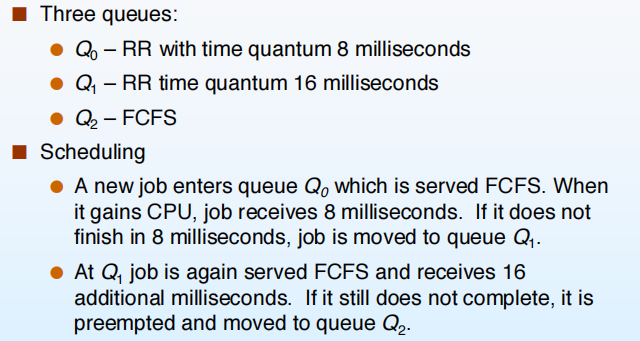 ■ Three queues:
● Q₀ – RR with time quantum 8 milliseconds
● Q₁ – RR time quantum 16 milliseconds
● Q₂ – FCFS
■ Scheduling
● A new job enters queue Q₀ which is served FCFS. When
it gains CPU, job receives 8 milliseconds. If it does not
finish in 8 milliseconds, job is moved to queue Q₁.
● At Q₁ job is again served FCFS and receives 16
additional milliseconds. If it still does not complete, it is
preempted and moved to queue Q₂.